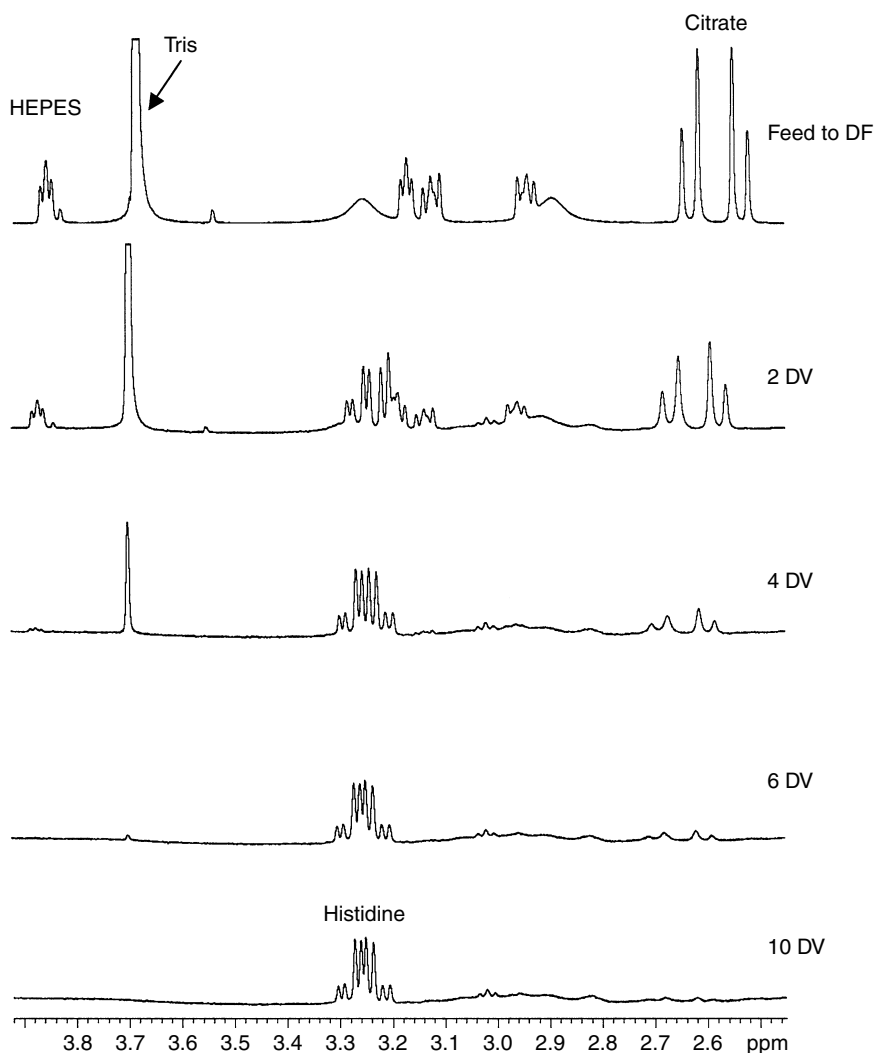 Citrate
Tris
HEPES
Feed to DF
2 DV
4 DV
6 DV
Histidine
10 DV
3.8 3.7 3.6 3.5 3.4 3.3 3.2 3.1 3.0 2.9 2.8 2.7 2.6 ppm